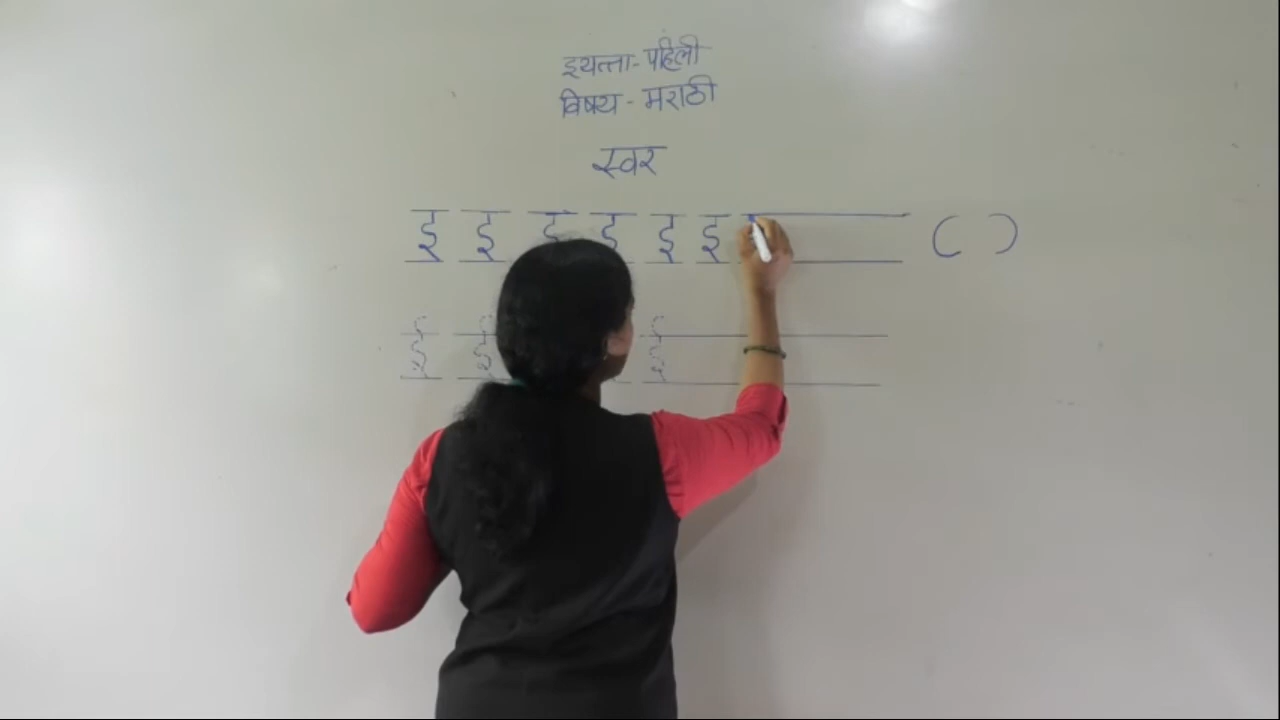 इयत्ता - पहिली
विषय - मराठी
स्वर
इ इ इ इ इ इ ( )
ई ई ई